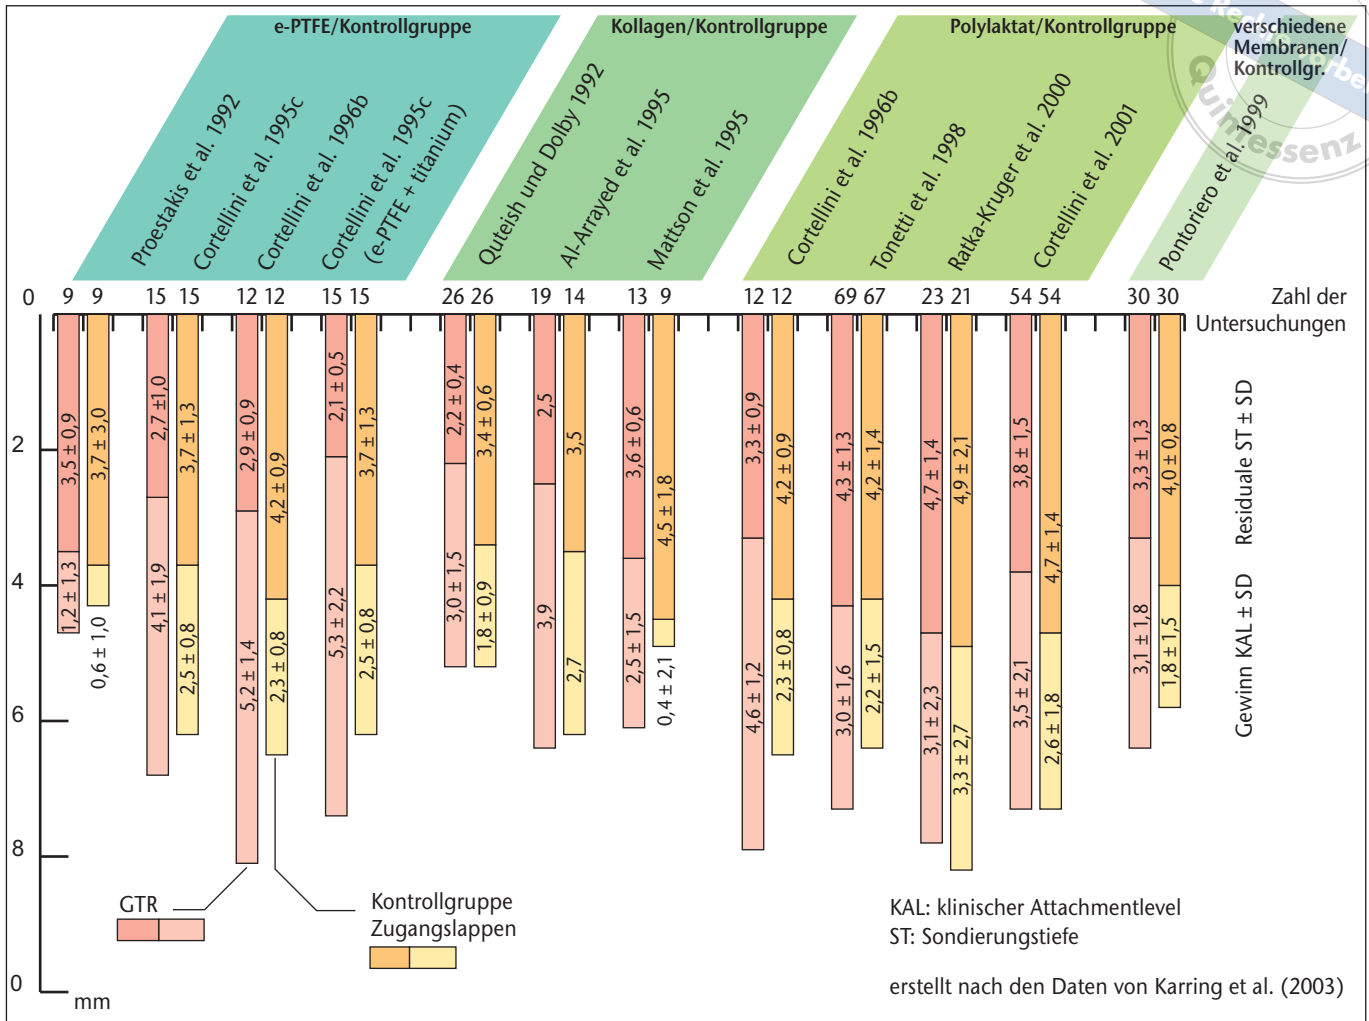 e-PTFE/Kontrollgruppe
Kollagen/Kontrollgruppe
Polylaktat/Kontrollgruppe
verschiedene
Membranen/
Kontrollgr.
Quintessenz
Proestakis et al. 1992
Cortellini et al. 1995c
Cortellini et al. 1996b
Cortellini et al. 1995c
(e-PTFE + titanium)
Quteish und Dolby 1992
Al-Arrayed et al. 1995
Mattson et al. 1995
Cortellini et al. 1996b
Tonetti et al. 1998
Ratka-Kruger et al. 2000
Cortellini et al. 2001
Pontoriero et al. 1999
0 9 9 15 15 12 12 15 15 26 26 19 14 13 9 12 12 69 67 23 21 54 54 30 30 Zahl der
Untersuchungen
3,5 ± 0,9
1,2 ± 1,3
3,7 ± 3,0
0,6 ± 1,0
2,7 ±1,0
4,1 ± 1,9
3,7 ± 1,3
2,5 ± 0,8
2,9 ± 0,9
5,2 ± 1,4
4,2 ± 0,9
2,3 ± 0,8
2,1 ± 0,5
5,3 ± 2,2
3,7 ± 1,3
2,5 ± 0,8
2,2 ± 0,4
3,0 ± 1,5
3,4 ± 0,6
1,8 ± 0,9
2,5
3,9
3,5
2,7
3,6 ± 0,6
2,5 ± 1,5
4,5 ± 1,8
0,4 ± 2,1
3,3 ± 0,9
4,6 ± 1,2
4,2 ± 0,9
2,3 ± 0,8
4,3 ± 1,3
3,0 ± 1,6
4,2 ± 1,4
2,2 ± 1,5
4,7 ± 1,4
3,1 ± 2,3
4,9 ± 2,1
3,3 ± 2,7
3,8 ± 1,5
3,5 ± 2,1
4,7 ± 1,4
2,6 ± 1,8
3,3 ± 1,3
3,1 ± 1,8
4,0 ± 0,8
1,8 ± 1,5
Residuale ST ± SD
Gewinn KAL ± SD
2
4
6
8
0
mm
GTR
Kontrollgruppe
Zugangslappen
KAL: klinischer Attachmentlevel
ST: Sondierungstiefe
erstellt nach den Daten von Karring et al. (2003)